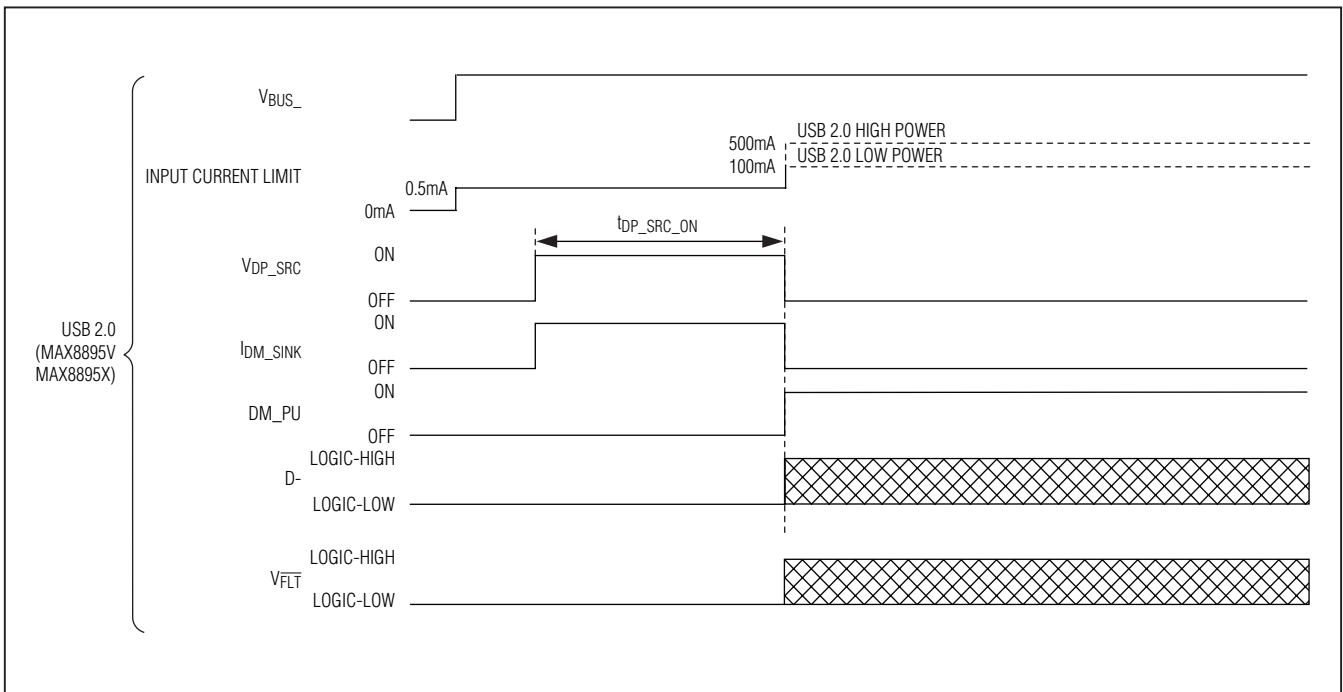 VBUS_
500mA USB 2.0 HIGH POWER
100mA USB 2.0 LOW POWER
INPUT CURRENT LIMIT
0.5mA
0mA
tDP_SRC_ON
VDP_SRC
ON
OFF
USB 2.0
(MAX8895V
MAX8895X)
IDM_SINK
ON
OFF
DM_PU
ON
OFF
D-
LOGIC-HIGH
LOGIC-LOW
VFLT
LOGIC-HIGH
LOGIC-LOW